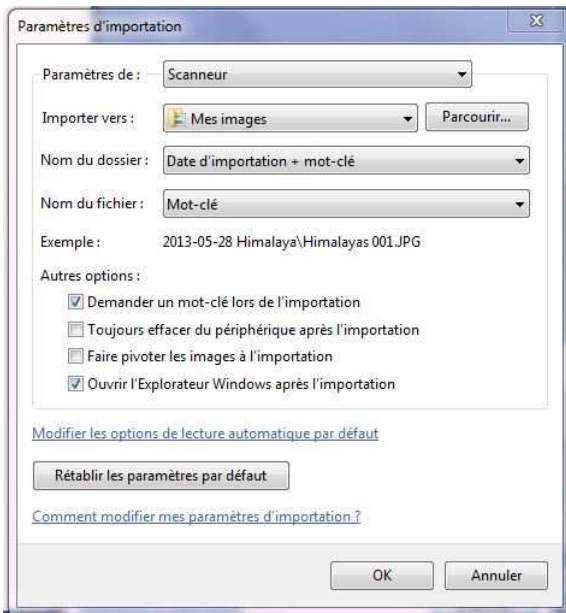 Paramètres d'importation
Paramètres de : Scanneur
Importer vers : Mes images Parcourir...
Nom du dossier : Date d'importation + mot-clé
Nom du fichier : Mot-clé
Exemple : 2013-05-28 Himalaya\Himalayas 001.JPG
Autres options :
Demander un mot-clé lors de l'importation
Toujours effacer du périphérique après l'importation
Faire pivoter les images à l'importation
Ouvrir l'Explorateur Windows après l'importation
Modifier les options de lecture automatique par défaut
Rétablir les paramètres par défaut
Comment modifier mes paramètres d'importation ?
OK Annuler